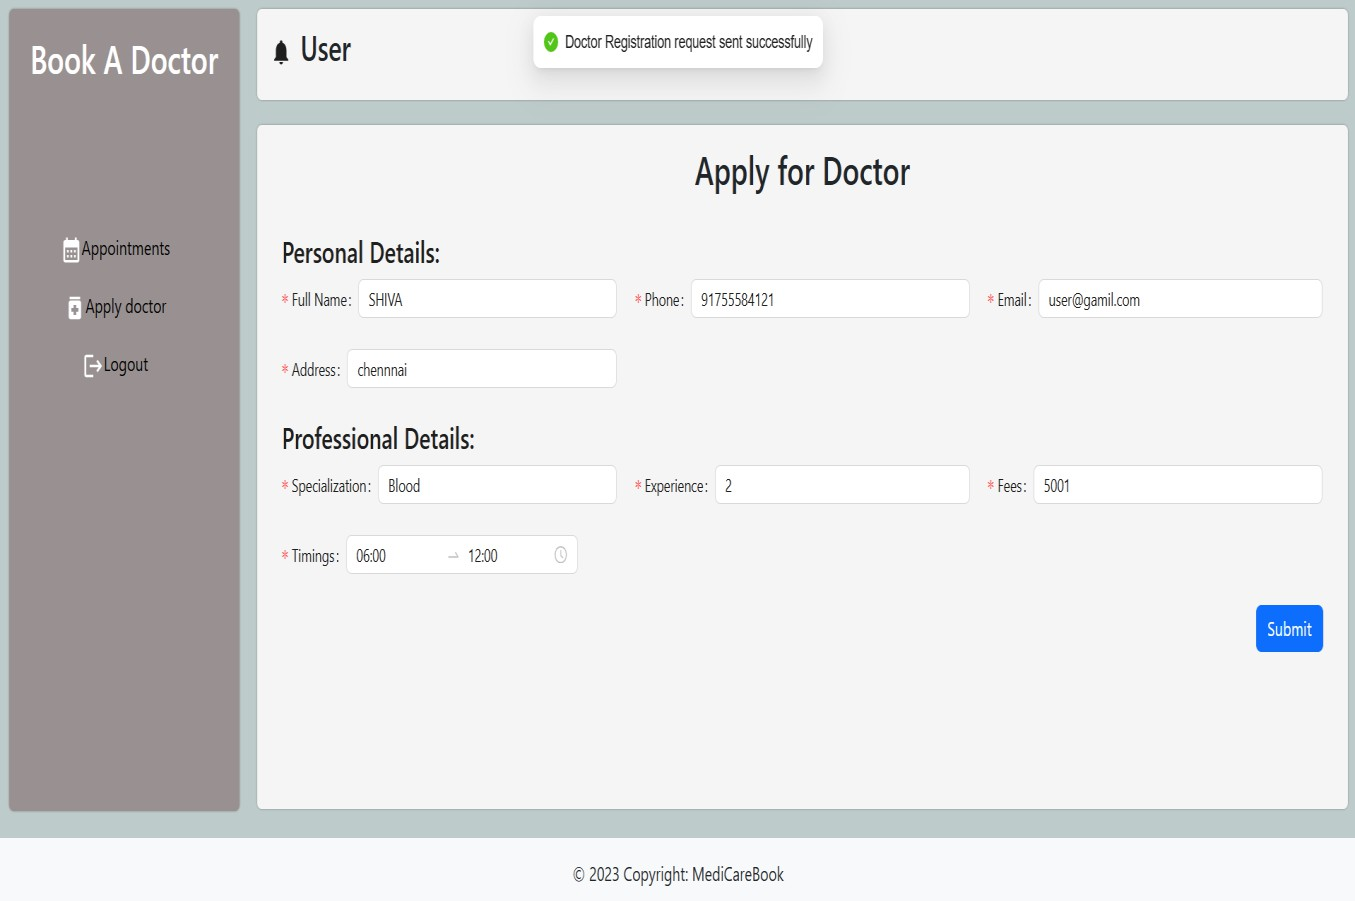 Book A Doctor
Appointments
Apply doctor
Logout
User
Doctor Registration request sent successfully
Apply for Doctor
Personal Details:
* Full Name: SHIVA * Phone: 91755584121 * Email: user@gamil.com
* Address: chennnai
Professional Details:
* Specialization: Blood * Experience: 2 * Fees: 5001
* Timings: 06:00 → 12:00
Submit
© 2023 Copyright: MediCareBook